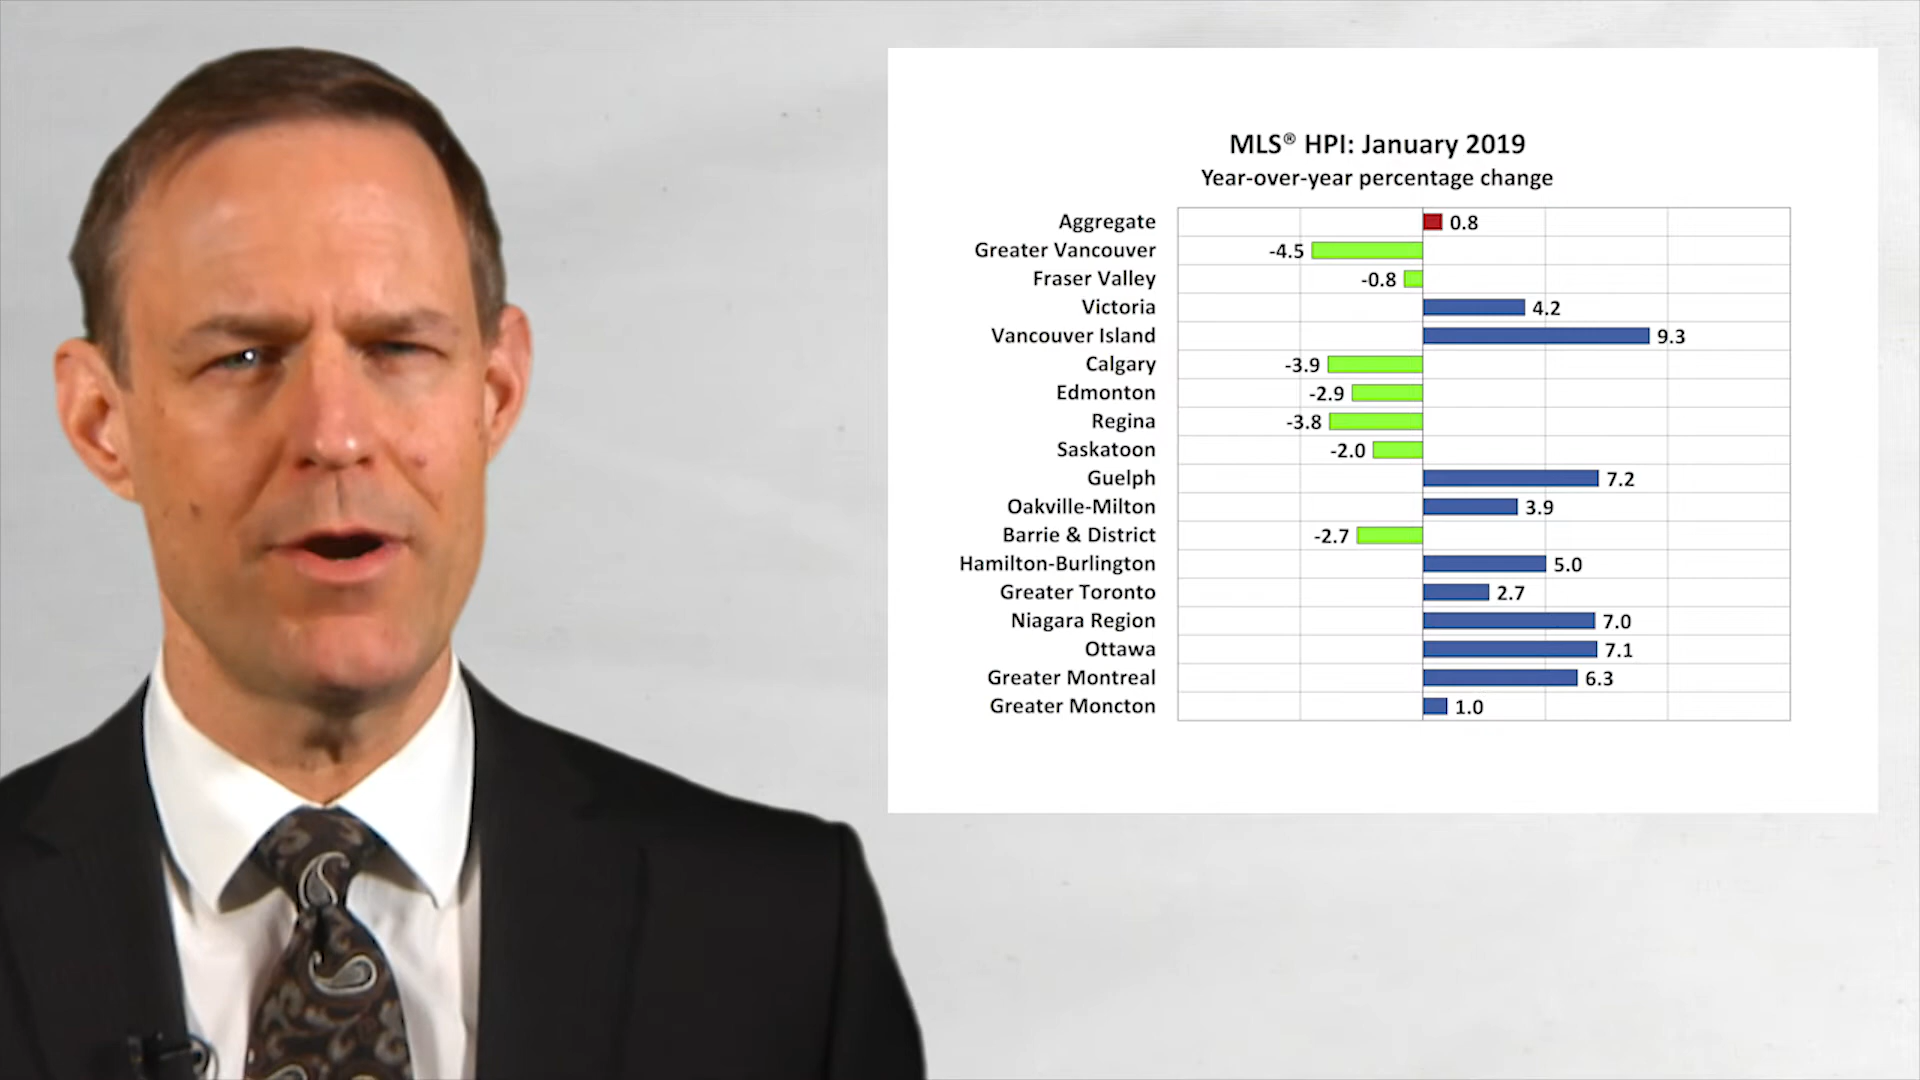 MLS® HPI: January 2019
Year-over-year percentage change
Aggregate 0.8
Greater Vancouver -4.5
Fraser Valley -0.8
Victoria 4.2
Vancouver Island 9.3
Calgary -3.9
Edmonton -2.9
Regina -3.8
Saskatoon -2.0
Guelph 7.2
Oakville-Milton 3.9
Barrie & District -2.7
Hamilton-Burlington 5.0
Greater Toronto 2.7
Niagara Region 7.0
Ottawa 7.1
Greater Montreal 6.3
Greater Moncton 1.0